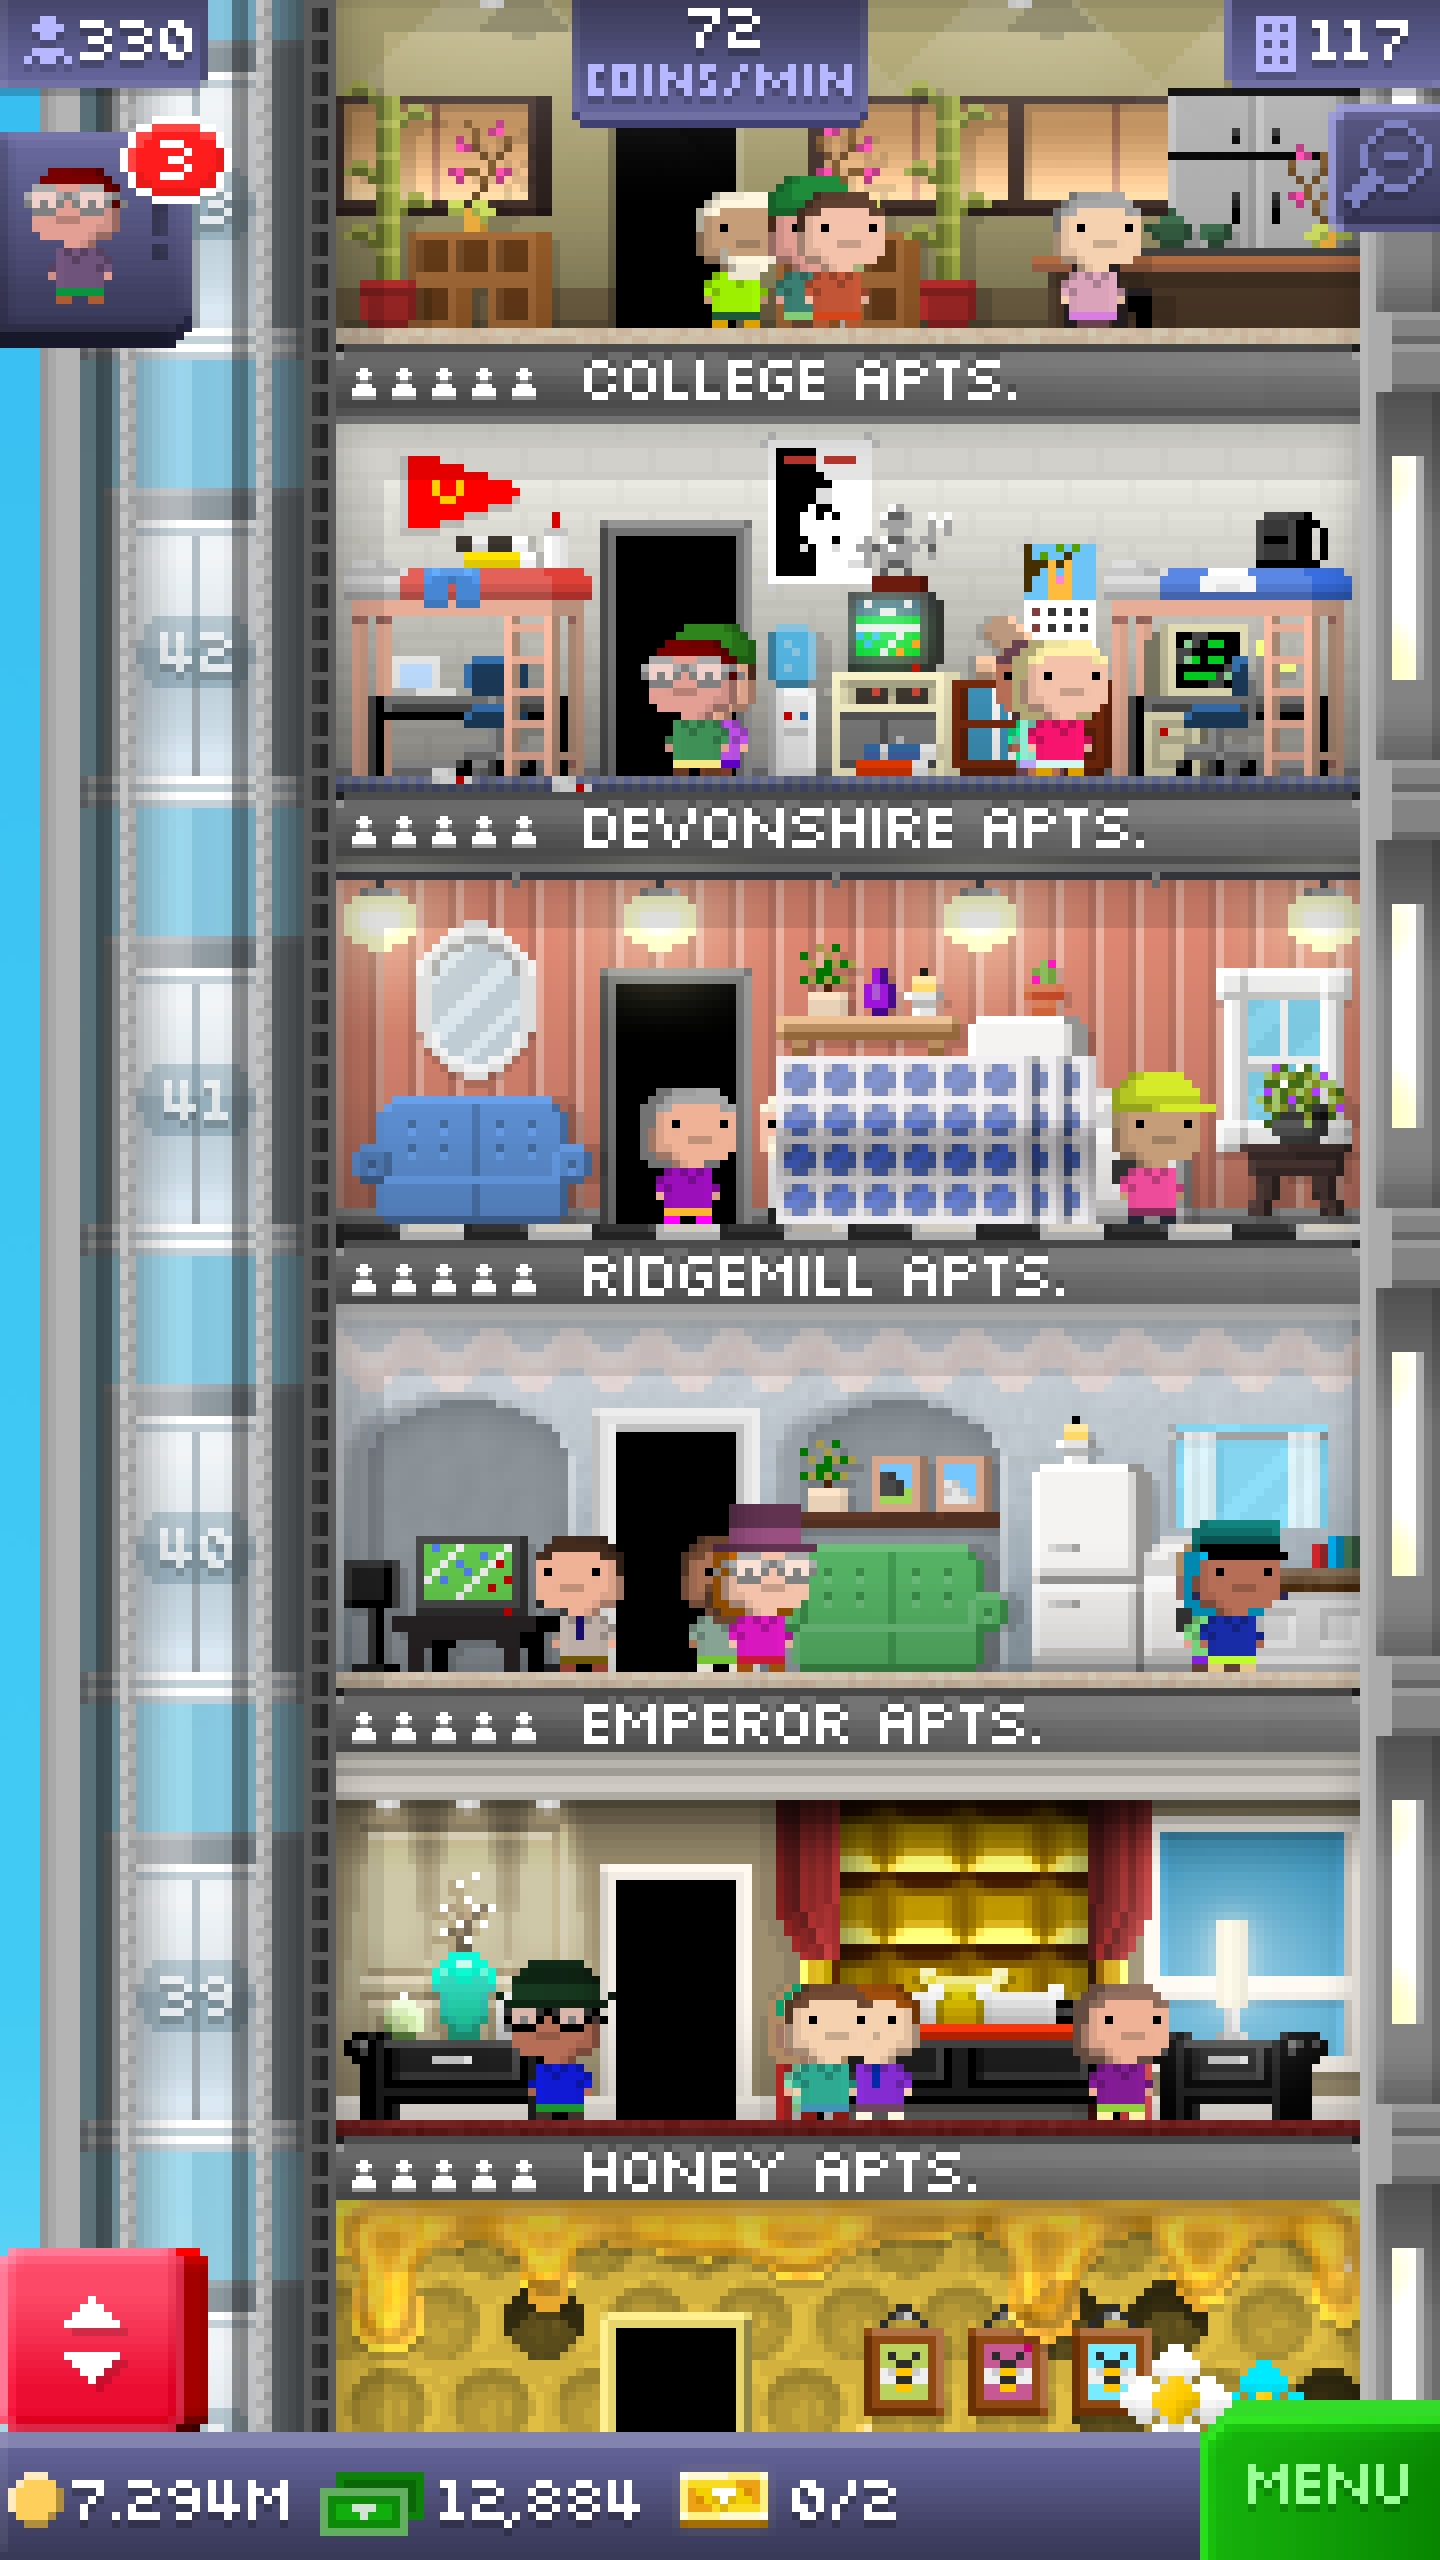 330
72
COINS/MIN
117
3
COLLEGE APTS.
42
DEVONSHIRE APTS.
41
RIDGEMILL APTS.
40
EMPEROR APTS.
39
HONEY APTS.
7.294M
12,884
0/2
MENU